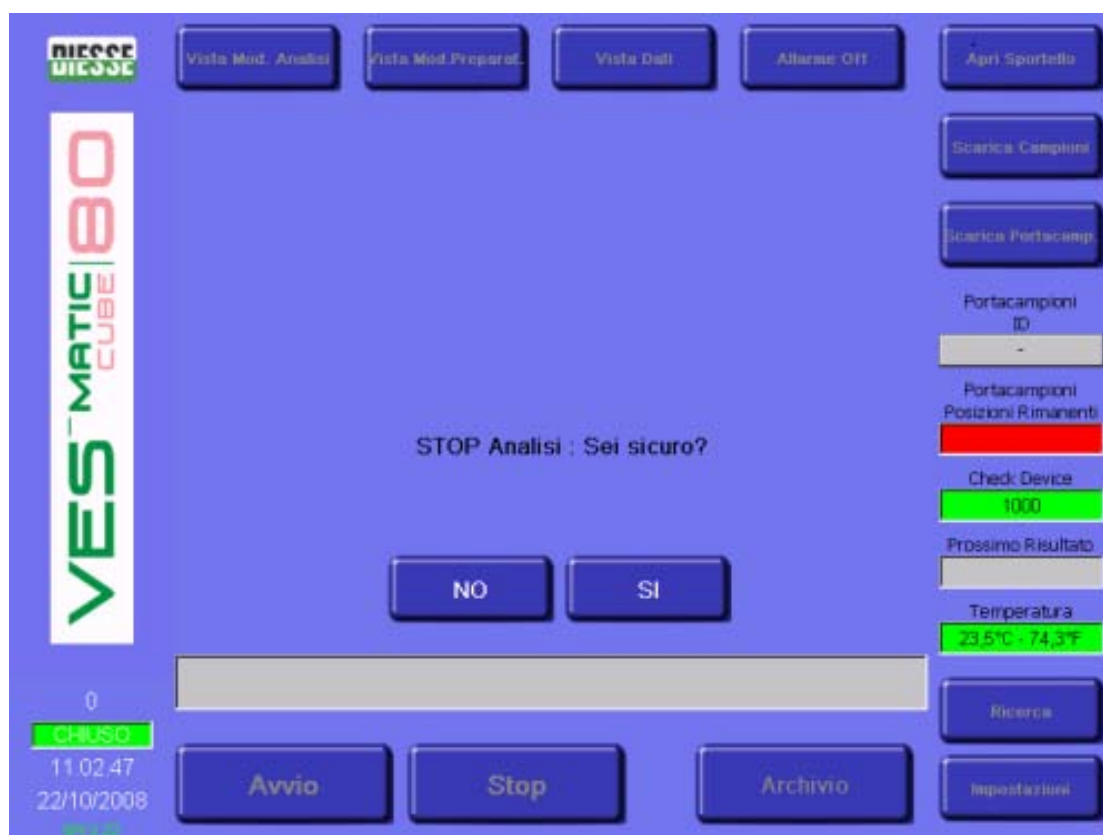 DIESSE
Vista Mod. Analisi
Vista Mod.Preparat.
Vista Dati
Allarme Off
Apri Sportello
VES-MATIC
CUBE 80
Scarica Campioni
Scarica Portacamp.
Portacampioni
ID
-
Portacampioni
Posizioni Rimanenti
STOP Analisi : Sei sicuro?
Check Device
1000
Prossimo Risultato
NO
SI
Temperatura
23,5°C - 74,3°F
0
CHIUSO
11.02.47
22/10/2008
Avvio
Stop
Archivio
Ricerca
Impostazioni